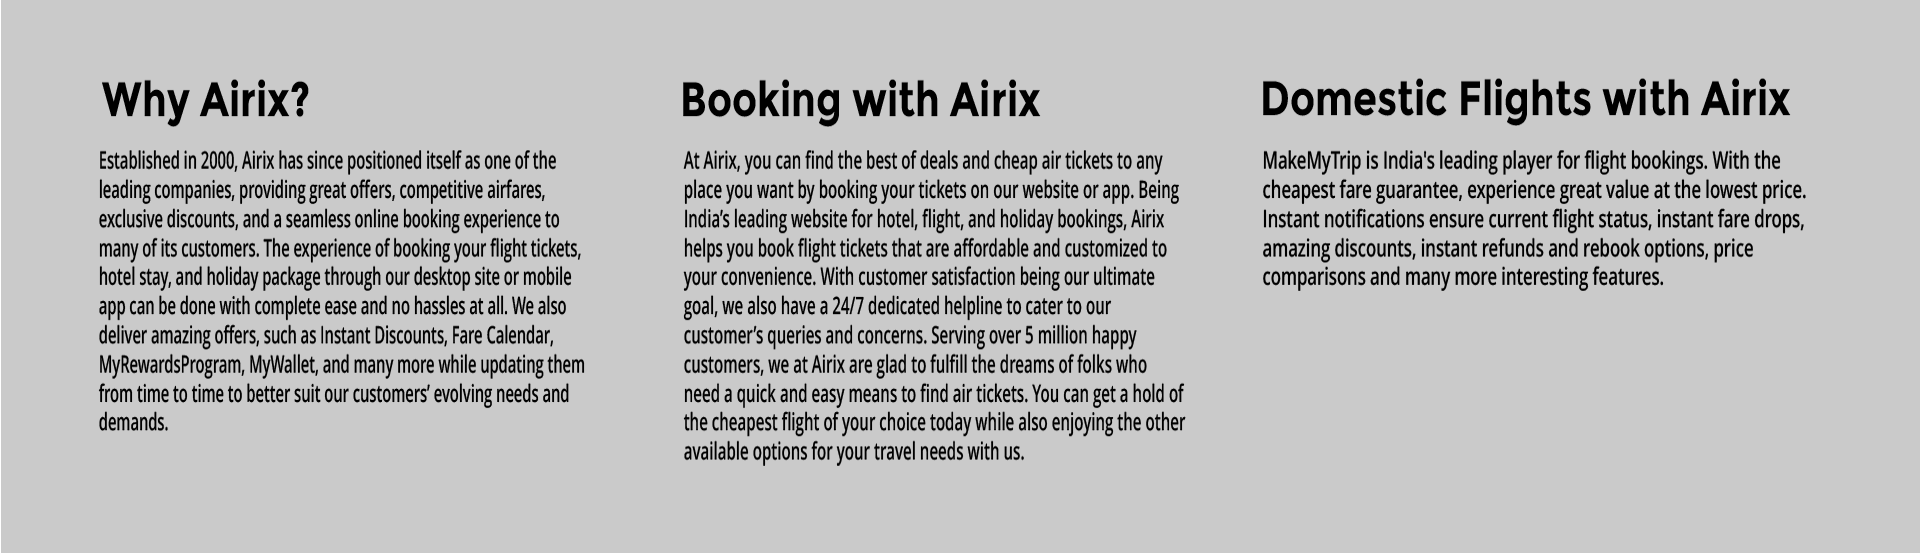 Why Airix?
Established in 2000, Airix has since positioned itself as one of the
leading companies, providing great offers, competitive airfares,
exclusive discounts, and a seamless online booking experience to
many of its customers. The experience of booking your flight tickets,
hotel stay, and holiday package through our desktop site or mobile
app can be done with complete ease and no hassles at all. We also
deliver amazing offers, such as Instant Discounts, Fare Calendar,
MyRewardsProgram, MyWallet, and many more while updating them
from time to time to better suit our customers’ evolving needs and
demands.
Booking with Airix
At Airix, you can find the best of deals and cheap air tickets to any
place you want by booking your tickets on our website or app. Being
India’s leading website for hotel, flight, and holiday bookings, Airix
helps you book flight tickets that are affordable and customized to
your convenience. With customer satisfaction being our ultimate
goal, we also have a 24/7 dedicated helpline to cater to our
customer’s queries and concerns. Serving over 5 million happy
customers, we at Airix are glad to fulfill the dreams of folks who
need a quick and easy means to find air tickets. You can get a hold of
the cheapest flight of your choice today while also enjoying the other
available options for your travel needs with us.
Domestic Flights with Airix
MakeMyTrip is India's leading player for flight bookings. With the
cheapest fare guarantee, experience great value at the lowest price.
Instant notifications ensure current flight status, instant fare drops,
amazing discounts, instant refunds and rebook options, price
comparisons and many more interesting features.